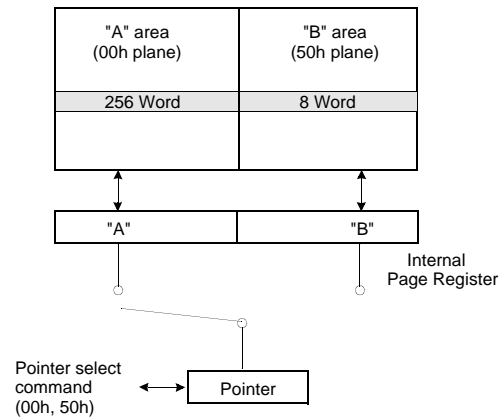 "A" area
(00h plane)
"B" area
(50h plane)
256 Word
8 Word
"A"
"B"
Internal
Page Register
Pointer select
command
(00h, 50h)
Pointer